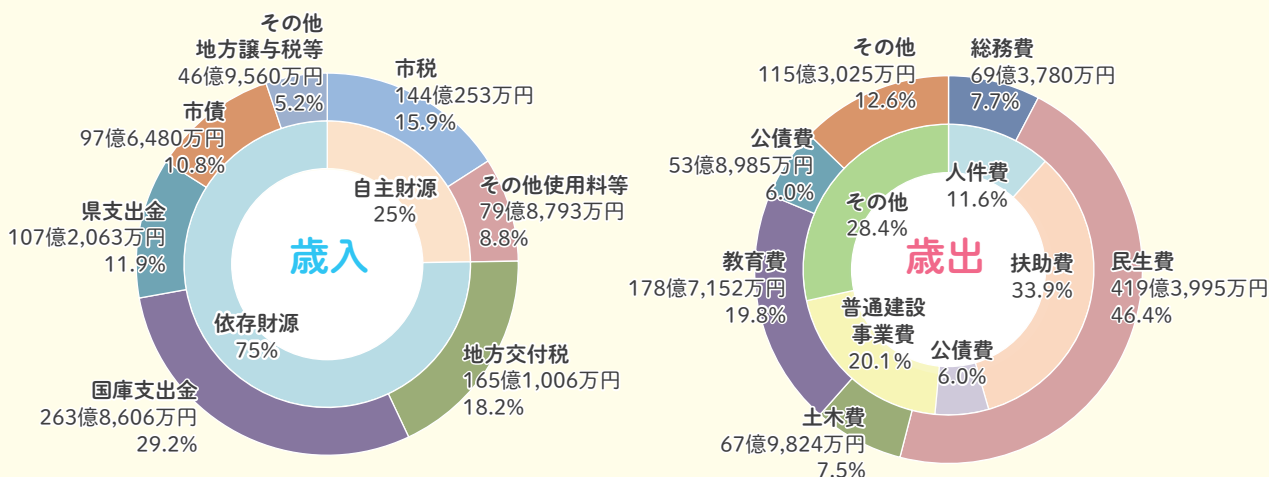 歳入
自主財源
25%
依存財源
75%
市税
144億253万円
15.9%
その他使用料等
79億8,793万円
8.8%
地方交付税
165億1,006万円
18.2%
国庫支出金
263億8,606万円
29.2%
県支出金
107億2,063万円
11.9%
市債
97億6,480万円
10.8%
その他
地方譲与税等
46億9,560万円
5.2%
歳出
人件費
11.6%
扶助費
33.9%
公債費
6.0%
普通建設
事業費
20.1%
その他
28.4%
総務費
69億3,780万円
7.7%
民生費
419億3,995万円
46.4%
土木費
67億9,824万円
7.5%
教育費
178億7,152万円
19.8%
公債費
53億8,985万円
6.0%
その他
115億3,025万円
12.6%